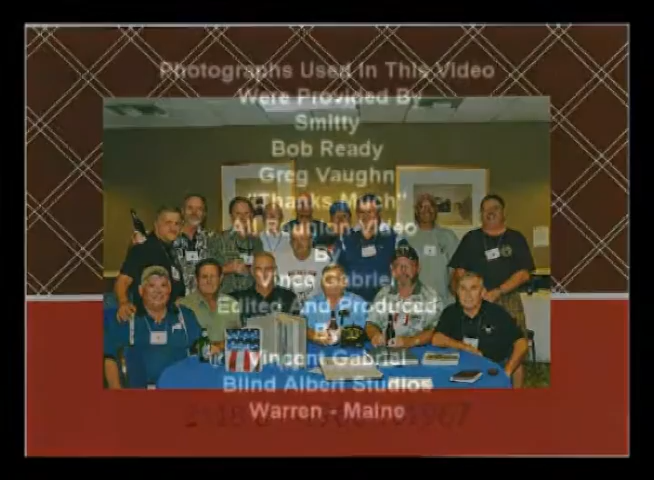 Photographs Used In This Video
Were Provided By
Smitty
Bob Ready
Greg Vaughn
"Thanks Much"
All Reunion Video
By
Vince Gabriel
Edited and Produced
By
Vincent Gabriel
Blind Albert Studios
Warren - Maine